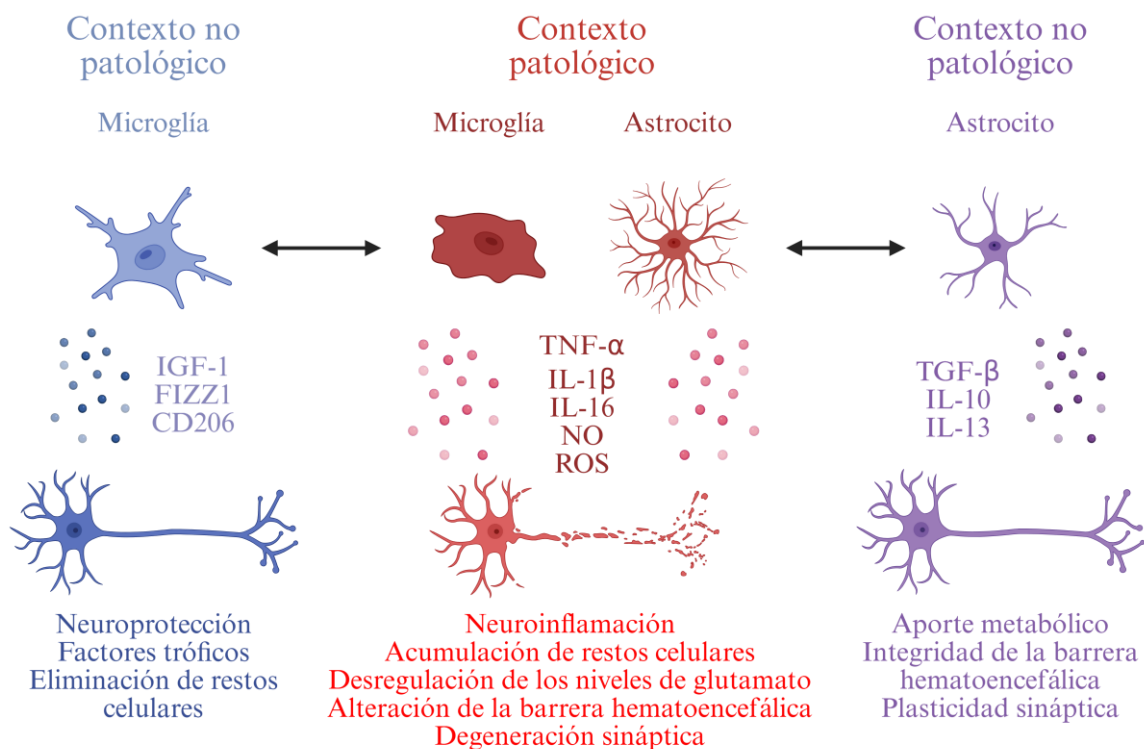 Contexto no
patológico
Contexto
patológico
Contexto no
patológico
Microglía
Microglía
Astrocito
Astrocito
IGF-1
FIZZ1
CD206
TNF-α
IL-1β
IL-16
NO
ROS
TGF-β
IL-10
IL-13
Neuroprotección
Factores tróficos
Eliminación de restos
celulares
Neuroinflamación
Acumulación de restos celulares
Desregulación de los niveles de glutamato
Alteración de la barrera hematoencefálica
Degeneración sináptica
Aporte metabólico
Integridad de la barrera
hematoencefálica
Plasticidad sináptica